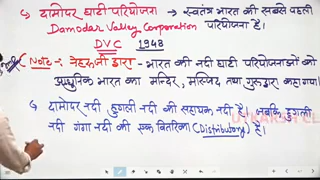 ↳ दामोदर घाटी परियोजना → स्वतंत्र भारत की सबसे पहली
Damodar Valley Corporation परियोजना है।
DVC 1948
Note :- नेहरूजी द्वारा - भारत की नदी घाटी परियोजनाओं को
आधुनिक भारत का मन्दिर, मस्जिद तथा गुरुद्वारा कहा गया।
↳ दामोदर नदी हुगली नदी की सहायक नदी है। जबकि हुगली
नदी गंगा नदी की एक वितरिका (Distributary) है।